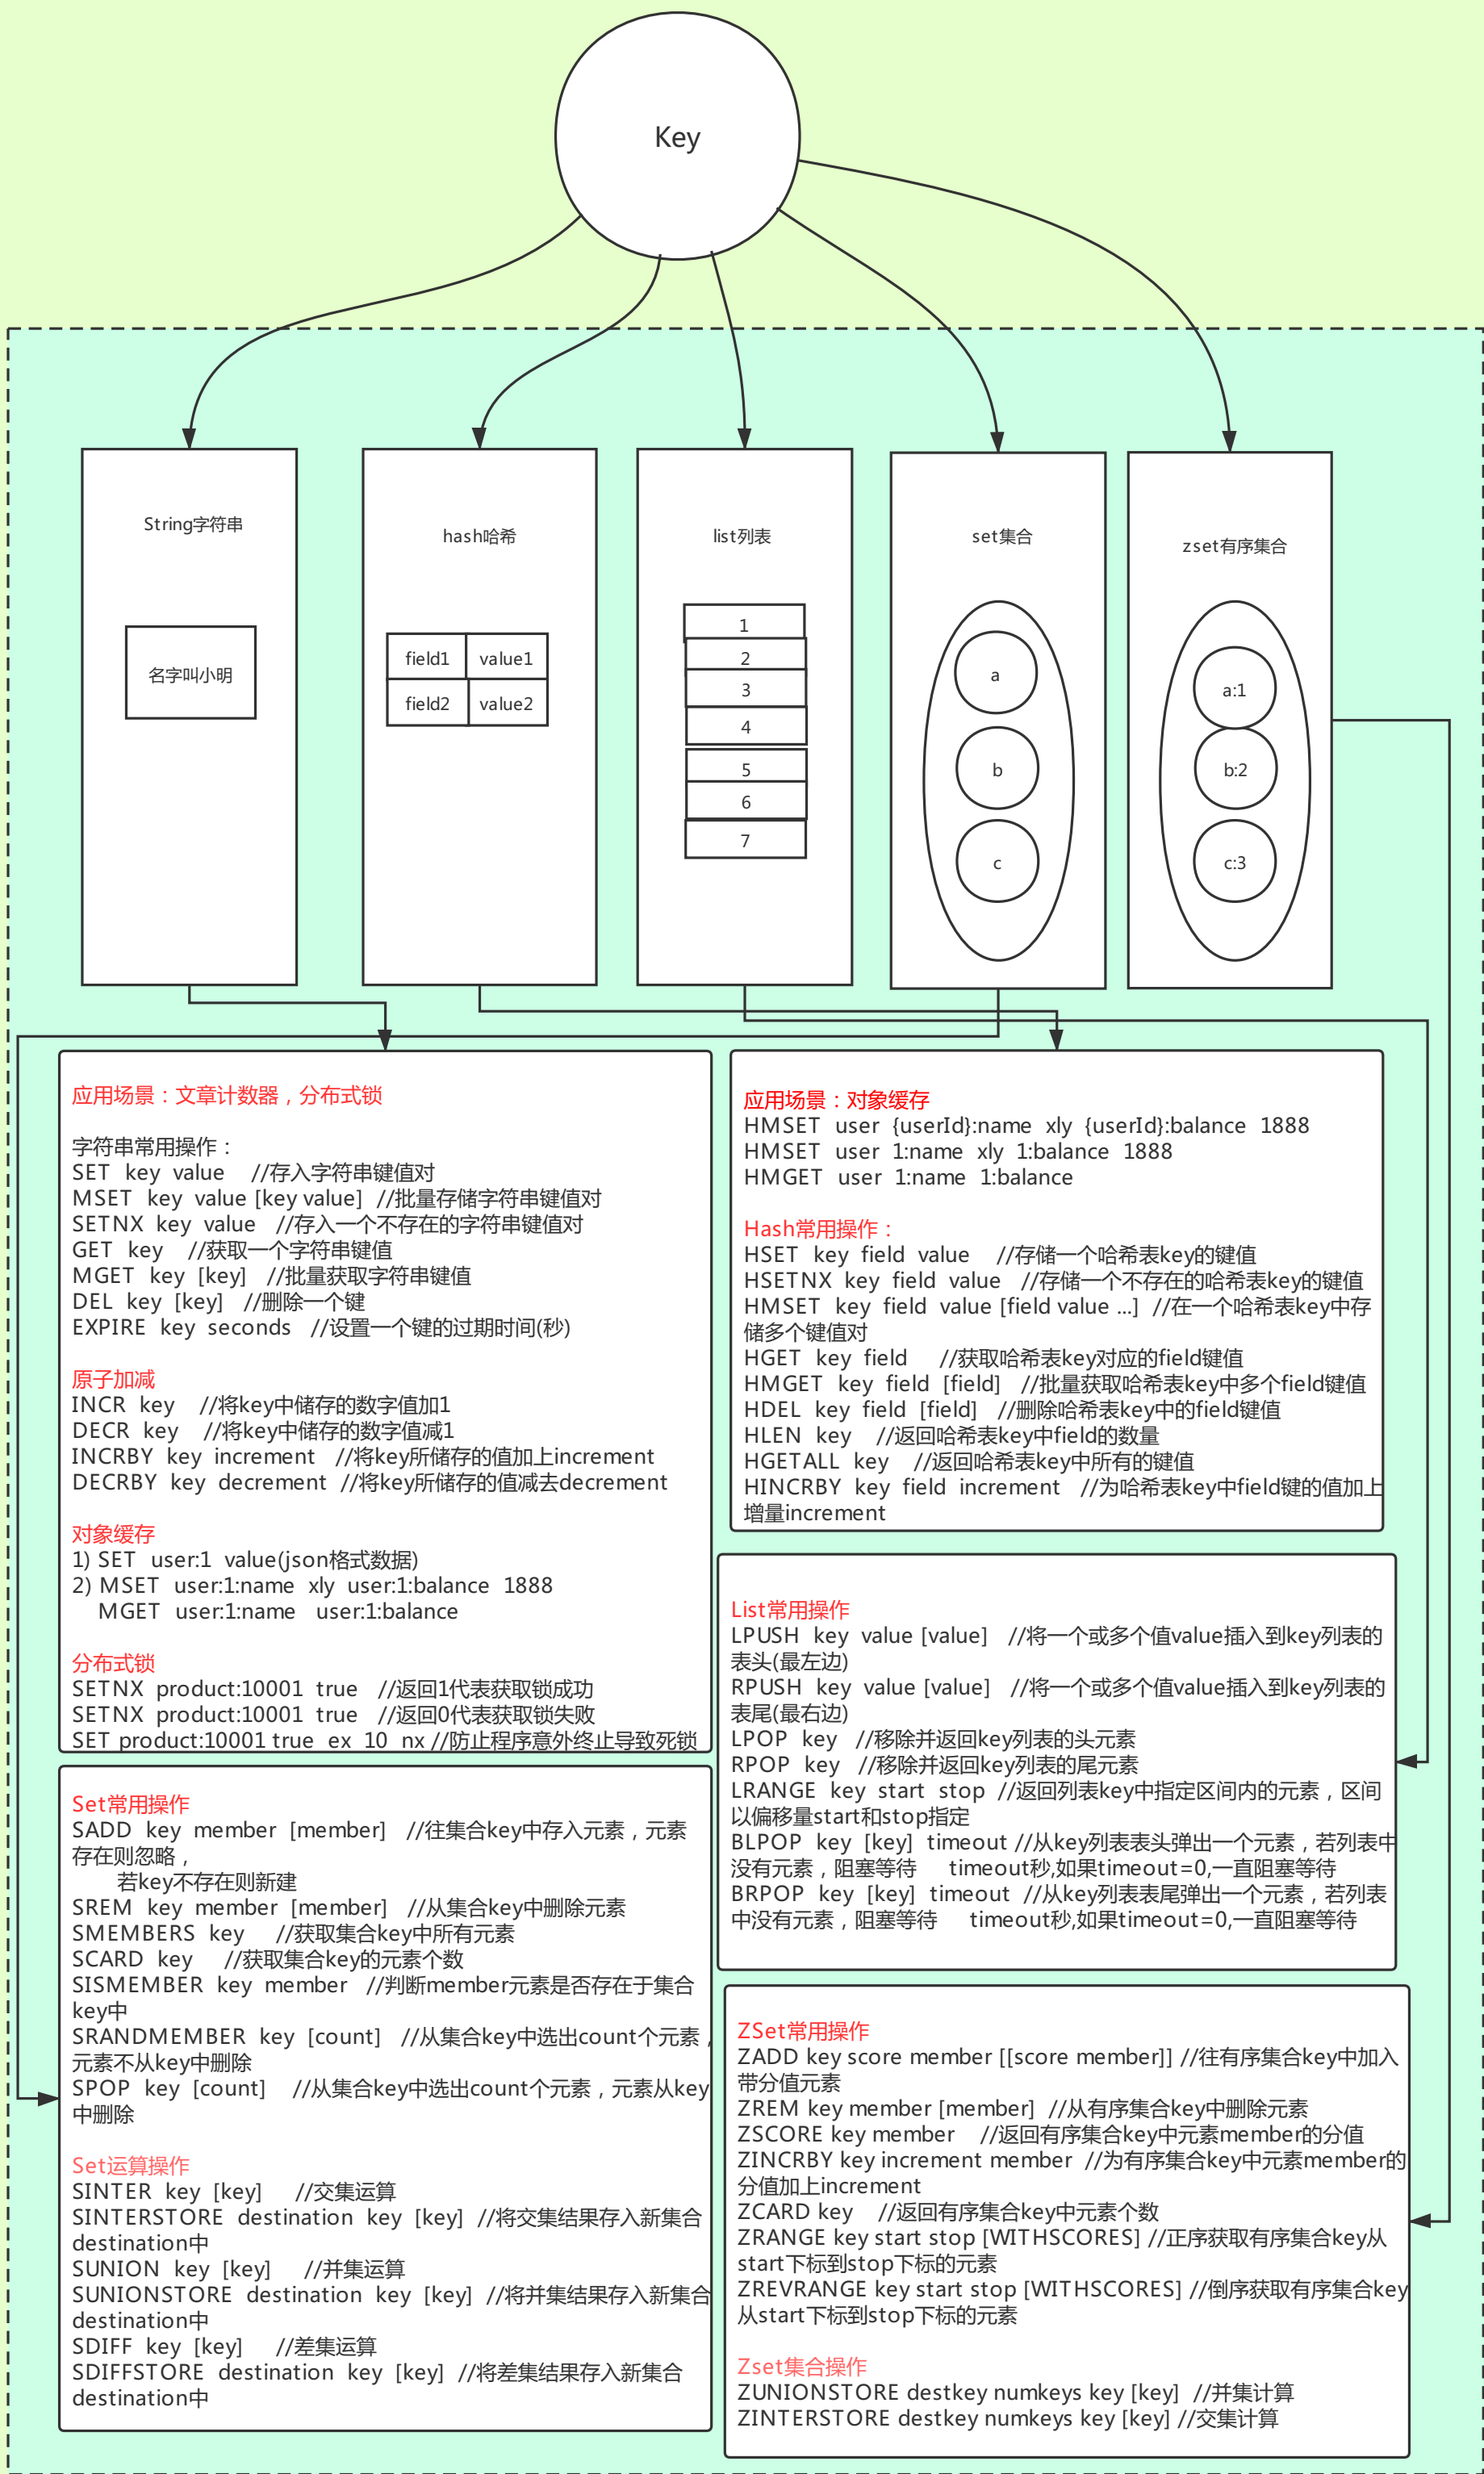 Key
String字符串
名字叫小明
hash哈希
field1 value1
field2 value2
list列表
1
2
3
4
5
6
7
set集合
a
b
c
zset有序集合
a:1
b:2
c:3
应用场景：文章计数器，分布式锁
字符串常用操作：
SET key value //存入字符串键值对
MSET key value [key value] //批量存储字符串键值对
SETNX key value //存入一个不存在的字符串键值对
GET key //获取一个字符串键值
MGET key [key] //批量获取字符串键值
DEL key [key] //删除一个键
EXPIRE key seconds //设置一个键的过期时间(秒)
原子加减
INCR key //将key中储存的数字值加1
DECR key //将key中储存的数字值减1
INCRBY key increment //将key所储存的值加上increment
DECRBY key decrement //将key所储存的值减去decrement
对象缓存
1) SET user:1 value(json格式数据)
2) MSET user:1:name xly user:1:balance 1888
MGET user:1:name user:1:balance
分布式锁
SETNX product:10001 true //返回1代表获取锁成功
SETNX product:10001 true //返回0代表获取锁失败
SET product:10001 true ex 10 nx //防止程序意外终止导致死锁
应用场景：对象缓存
HMSET user {userId}:name xly {userId}:balance 1888
HMSET user 1:name xly 1:balance 1888
HMGET user 1:name 1:balance
Hash常用操作：
HSET key field value //存储一个哈希表key的键值
HSETNX key field value //存储一个不存在的哈希表key的键值
HMSET key field value [field value ...] //在一个哈希表key中存
储多个键值对
HGET key field //获取哈希表key对应的field键值
HMGET key field [field] //批量获取哈希表key中多个field键值
HDEL key field [field] //删除哈希表key中的field键值
HLEN key //返回哈希表key中field的数量
HGETALL key //返回哈希表key中所有的键值
HINCRBY key field increment //为哈希表key中field键的值加上
增量increment
List常用操作
LPUSH key value [value] //将一个或多个值value插入到key列表的
表头(最左边)
RPUSH key value [value] //将一个或多个值value插入到key列表的
表尾(最右边)
LPOP key //移除并返回key列表的头元素
RPOP key //移除并返回key列表的尾元素
LRANGE key start stop //返回列表key中指定区间内的元素，区间
以偏移量start和stop指定
BLPOP key [key] timeout //从key列表表头弹出一个元素，若列表中
没有元素，阻塞等待 timeout秒,如果timeout=0,一直阻塞等待
BRPOP key [key] timeout //从key列表表尾弹出一个元素，若列表
中没有元素，阻塞等待 timeout秒,如果timeout=0,一直阻塞等待
Set常用操作
SADD key member [member] //往集合key中存入元素，元素
存在则忽略，
若key不存在则新建
SREM key member [member] //从集合key中删除元素
SMEMBERS key //获取集合key中所有元素
SCARD key //获取集合key的元素个数
SISMEMBER key member //判断member元素是否存在于集合
key中
SRANDMEMBER key [count] //从集合key中选出count个元素，
元素不从key中删除
SPOP key [count] //从集合key中选出count个元素，元素从key
中删除
Set运算操作
SINTER key [key] //交集运算
SINTERSTORE destination key [key] //将交集结果存入新集合
destination中
SUNION key [key] //并集运算
SUNIONSTORE destination key [key] //将并集结果存入新集合
destination中
SDIFF key [key] //差集运算
SDIFFSTORE destination key [key] //将差集结果存入新集合
destination中
ZSet常用操作
ZADD key score member [[score member]] //往有序集合key中加入
带分值元素
ZREM key member [member] //从有序集合key中删除元素
ZSCORE key member //返回有序集合key中元素member的分值
ZINCRBY key increment member //为有序集合key中元素member的
分值加上increment
ZCARD key //返回有序集合key中元素个数
ZRANGE key start stop [WITHSCORES] //正序获取有序集合key从
start下标到stop下标的元素
ZREVRANGE key start stop [WITHSCORES] //倒序获取有序集合key
从start下标到stop下标的元素
Zset集合操作
ZUNIONSTORE destkey numkeys key [key] //并集计算
ZINTERSTORE destkey numkeys key [key] //交集计算